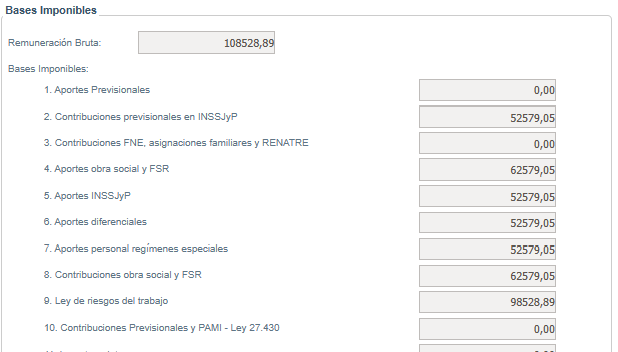 Bases Imponibles
Remuneración Bruta: 108528,89
Bases Imponibles:
1. Aportes Previsionales 0,00
2. Contribuciones previsionales en INSSJyP 52579,05
3. Contribuciones FNE, asignaciones familiares y RENATRE 0,00
4. Aportes obra social y FSR 62579,05
5. Aportes INSSJyP 52579,05
6. Aportes diferenciales 52579,05
7. Aportes personal regímenes especiales 52579,05
8. Contribuciones obra social y FSR 62579,05
9. Ley de riesgos del trabajo 98528,89
10. Contribuciones Previsionales y PAMI - Ley 27.430 0,00